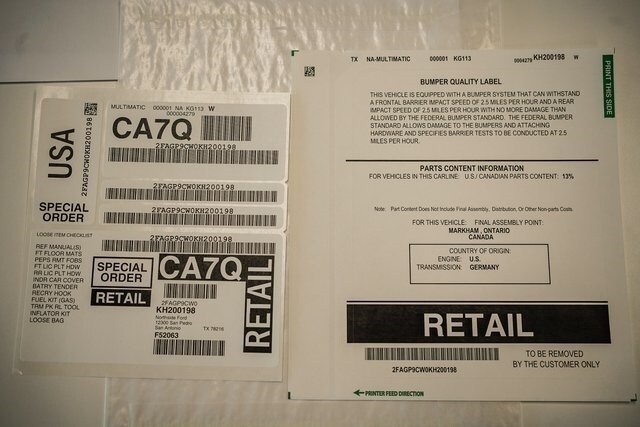 USA
2FAGP9CW0KH200198
SPECIAL
ORDER
MULTIMATIC 000001 NA KG113 W
000004279
CA7Q
2FAGP9CW0KH200198
2FAGP9CW0KH200198
2FAGP9CW0KH200198
LOOSE ITEM CHECKLIST
REF MANUAL(S)
FT FLOOR MATS
PEPS RMT FOBS
FT LIC PLT HDW
RR LIC PLT HDW
INDR CAR COVER
BATRY TENDER
RECRY HOOK
FUEL KIT (GAS)
TRM PK RL TOOL
INFLATOR KIT
LOOSE BAG
2FAGP9CW0KH200198
SPECIAL
ORDER
RETAIL
CA7Q
2FAGP9CW0
KH200198
Northside Ford
12300 San Pedro
San Antonio TX 78216
F52063
RETAIL
TX NA-MULTIMATIC 000001 KG113 0004279 KH200198 W
PRINT THIS SIDE
BUMPER QUALITY LABEL
THIS VEHICLE IS EQUIPPED WITH A BUMPER SYSTEM THAT CAN WITHSTAND
A FRONTAL BARRIER IMPACT SPEED OF 2.5 MILES PER HOUR AND A REAR
IMPACT SPEED OF 2.5 MILES PER HOUR WITH NO MORE DAMAGE THAN
ALLOWED BY THE FEDERAL BUMPER STANDARD. THE FEDERAL BUMPER
STANDARD ALLOWS DAMAGE TO THE BUMPERS AND ATTACHING
HARDWARE AND SPECIFIES BARRIER TESTS TO BE CONDUCTED AT 2.5
MILES PER HOUR.
PARTS CONTENT INFORMATION
FOR VEHICLES IN THIS CARLINE: U.S./ CANADIAN PARTS CONTENT: 13%
Note Part Content Does Not Include Final Assembly, Distribution, Or Other Non-parts Costs.
FOR THIS VEHICLE: FINAL ASSEMBLY POINT:
MARKHAM, ONTARIO
CANADA
COUNTRY OF ORIGIN:
ENGINE: U.S.
TRANSMISSION: GERMANY
RETAIL
2FAGP9CW0KH200198
TO BE REMOVED
BY THE CUSTOMER ONLY
PRINTER FEED DIRECTION